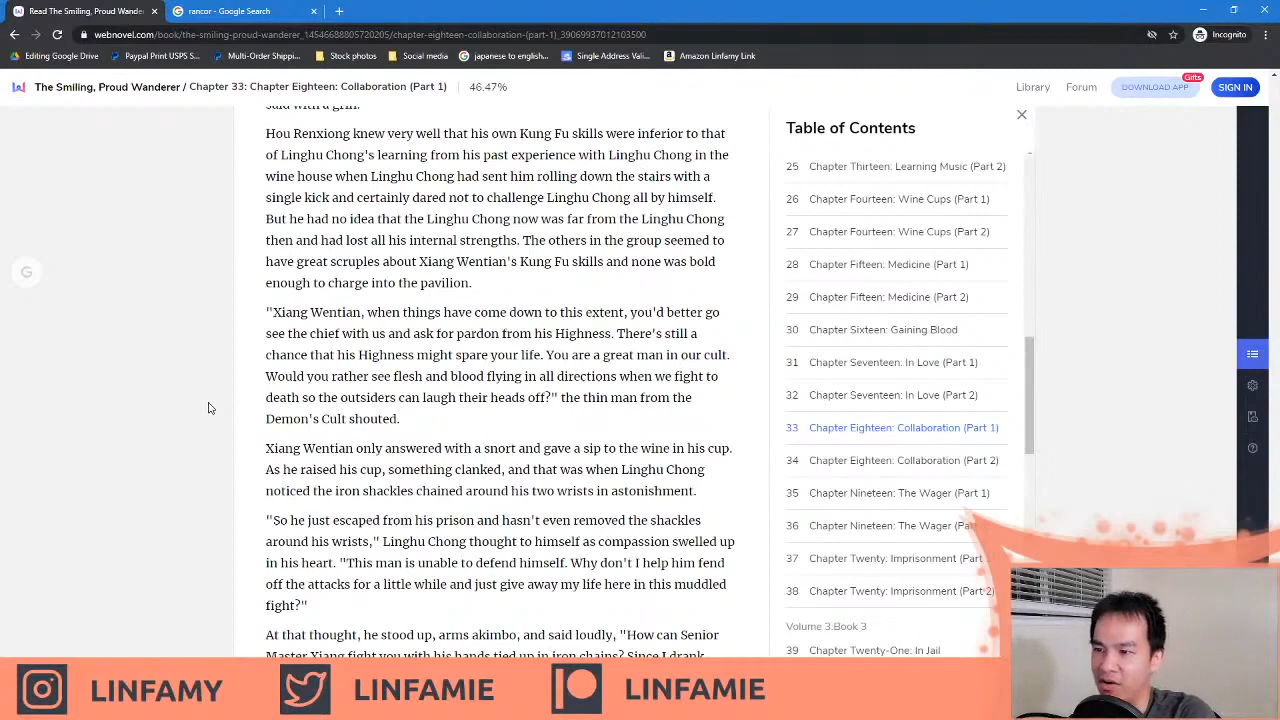 Read The Smiling, Proud Wande
rancor - Google Search
webnovel.com/book/the-smiling-proud-wanderer_14546688805720205/chapter-eighteen-collaboration-(part-1)_39069937012103500
Incognito
Editing Google Drive
Paypal Print USPS S...
Multi-Order Shippi...
Stock photos
Social media
japanese to english...
Single Address Vali...
Amazon Linfamy Link
The Smiling, Proud Wanderer / Chapter 33: Chapter Eighteen: Collaboration (Part 1)
46.47%
Library
Forum
DOWNLOAD APP
Gifts
SIGN IN
said with a grin.
Hou Renxiong knew very well that his own Kung Fu skills were inferior to that
of Linghu Chong's learning from his past experience with Linghu Chong in the
wine house when Linghu Chong had sent him rolling down the stairs with a
single kick and certainly dared not to challenge Linghu Chong all by himself.
But he had no idea that the Linghu Chong now was far from the Linghu Chong
then and had lost all his internal strengths. The others in the group seemed to
have great scruples about Xiang Wentian's Kung Fu skills and none was bold
enough to charge into the pavilion.
"Xiang Wentian, when things have come down to this extent, you'd better go
see the chief with us and ask for pardon from his Highness. There's still a
chance that his Highness might spare your life. You are a great man in our cult.
Would you rather see flesh and blood flying in all directions when we fight to
death so the outsiders can laugh their heads off?" the thin man from the
Demon's Cult shouted.
Xiang Wentian only answered with a snort and gave a sip to the wine in his cup.
As he raised his cup, something clanked, and that was when Linghu Chong
noticed the iron shackles chained around his two wrists in astonishment.
"So he just escaped from his prison and hasn't even removed the shackles
around his wrists," Linghu Chong thought to himself as compassion swelled up
in his heart. "This man is unable to defend himself. Why don't I help him fend
off the attacks for a little while and just give away my life here in this muddled
fight?"
At that thought, he stood up, arms akimbo, and said loudly, "How can Senior
Master Xiang fight you with his hands tied up in iron chains? Since I drank
Table of Contents
25 Chapter Thirteen: Learning Music (Part 2)
26 Chapter Fourteen: Wine Cups (Part 1)
27 Chapter Fourteen: Wine Cups (Part 2)
28 Chapter Fifteen: Medicine (Part 1)
29 Chapter Fifteen: Medicine (Part 2)
30 Chapter Sixteen: Gaining Blood
31 Chapter Seventeen: In Love (Part 1)
32 Chapter Seventeen: In Love (Part 2)
33 Chapter Eighteen: Collaboration (Part 1)
34 Chapter Eighteen: Collaboration (Part 2)
35 Chapter Nineteen: The Wager (Part 1)
36 Chapter Nineteen: The Wager (Pa
37 Chapter Twenty: Imprisonment (Part
38 Chapter Twenty: Imprisonment (Part 2)
Volume 3:Book 3
39 Chapter Twenty-One: In Jail
LINFAMY
LINFAMIE
LINFAMIE